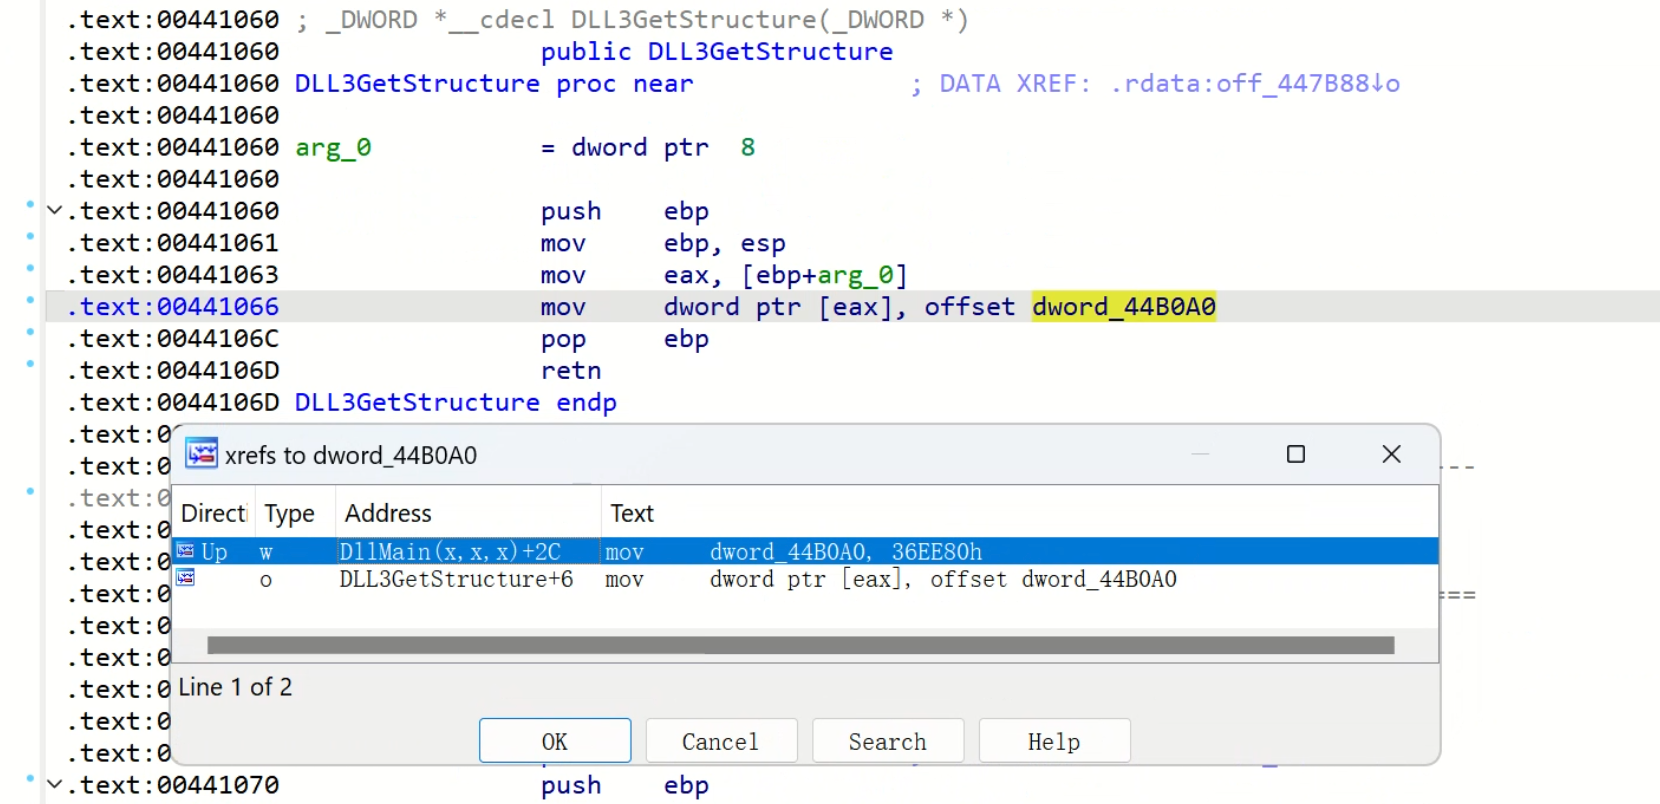 .text:00441060 ; _DWORD *__cdecl DLL3GetStructure(_DWORD *)
.text:00441060 public DLL3GetStructure
.text:00441060 DLL3GetStructure proc near ; DATA XREF: .rdata:off_447B88↓o
.text:00441060
.text:00441060 arg_0 = dword ptr 8
.text:00441060
.text:00441060 push ebp
.text:00441061 mov ebp, esp
.text:00441063 mov eax, [ebp+arg_0]
.text:00441066 mov dword ptr [eax], offset dword_44B0A0
.text:0044106C pop ebp
.text:0044106D retn
.text:0044106D DLL3GetStructure endp
.text:0
xrefs to dword_44B0A0
.text:0
.text:0
Directi Type Address Text
.text:0
Up w DllMain(x,x,x)+2C mov dword_44B0A0, 36EE80h
.text:0
o DLL3GetStructure+6 mov dword ptr [eax], offset dword_44B0A0
.text:0
.text:0
.text:0
Line 1 of 2
.text:0
.text:0
OK Cancel Search Help
.text:0
.text:00441070 push ebp